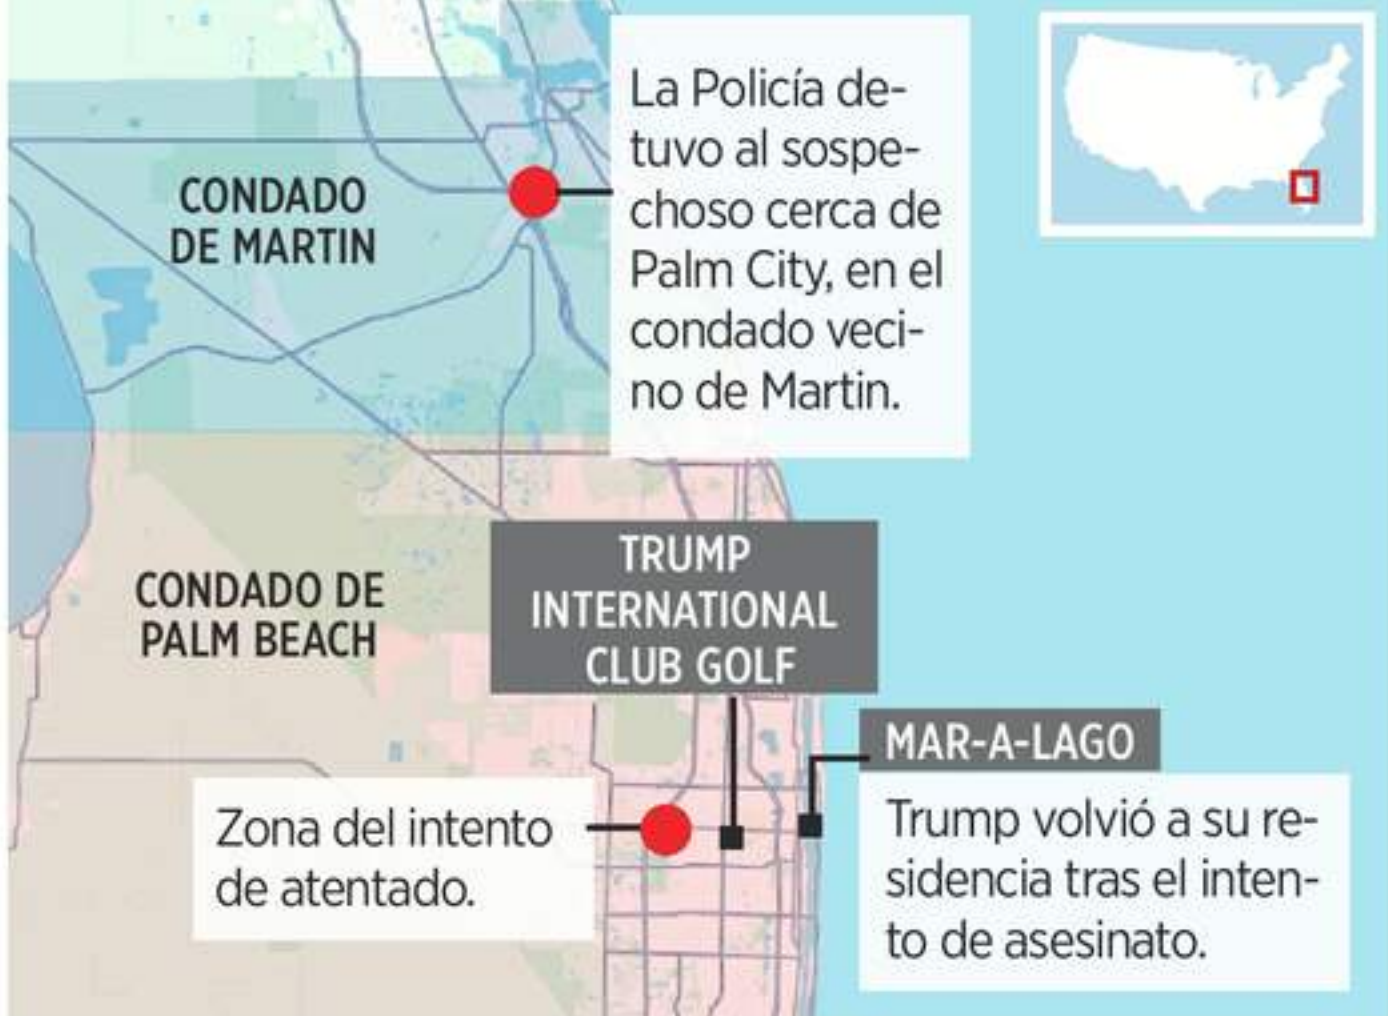 La Policía de-
tuvo al sospe-
choso cerca de
Palm City, en el
condado veci-
no de Martin.
CONDADO
DE MARTIN
CONDADO DE
PALM BEACH
TRUMP
INTERNATIONAL
CLUB GOLF
MAR-A-LAGO
Trump volvió a su re-
sidencia tras el inten-
to de asesinato.
Zona del intento
de atentado.